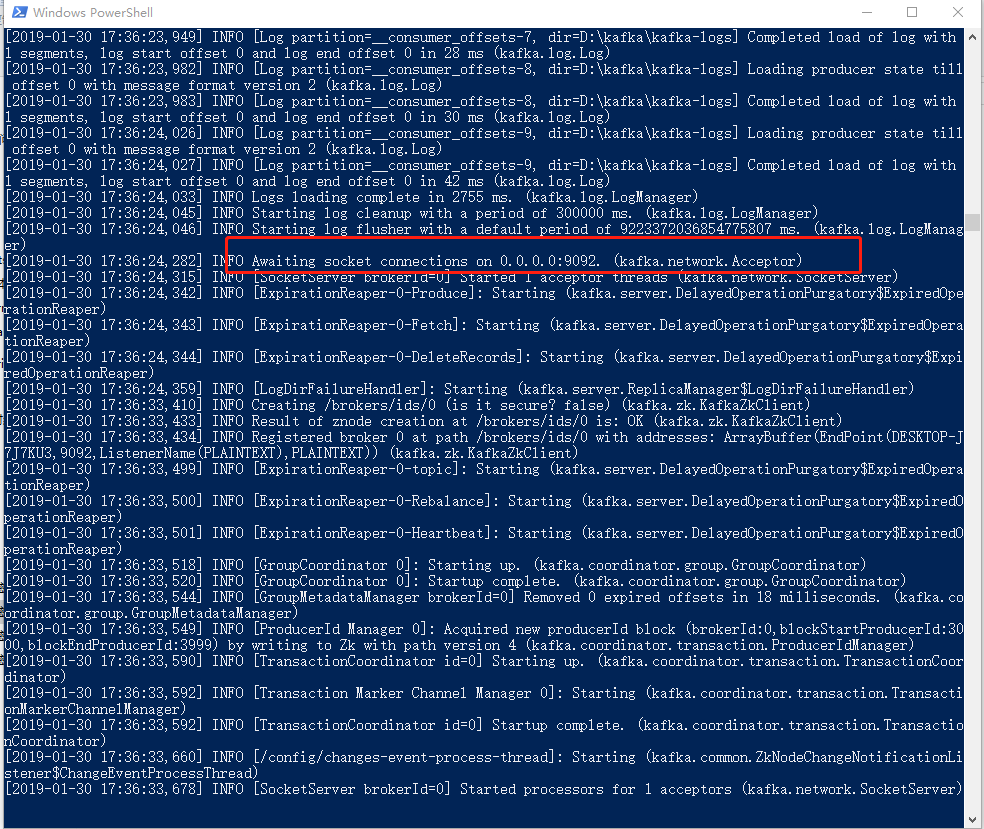 Windows PowerShell
[2019-01-30 17:36:23,949] INFO [Log partition=__consumer_offsets-7, dir=D:\kafka\kafka-logs] Completed load of log with
1 segments, log start offset 0 and log end offset 0 in 28 ms (kafka.log.Log)
[2019-01-30 17:36:23,982] INFO [Log partition=__consumer_offsets-8, dir=D:\kafka\kafka-logs] Loading producer state till
offset 0 with message format version 2 (kafka.log.Log)
[2019-01-30 17:36:23,983] INFO [Log partition=__consumer_offsets-8, dir=D:\kafka\kafka-logs] Completed load of log with
1 segments, log start offset 0 and log end offset 0 in 30 ms (kafka.log.Log)
[2019-01-30 17:36:24,026] INFO [Log partition=__consumer_offsets-9, dir=D:\kafka\kafka-logs] Loading producer state till
offset 0 with message format version 2 (kafka.log.Log)
[2019-01-30 17:36:24,027] INFO [Log partition=__consumer_offsets-9, dir=D:\kafka\kafka-logs] Completed load of log with
1 segments, log start offset 0 and log end offset 0 in 42 ms (kafka.log.Log)
[2019-01-30 17:36:24,033] INFO Logs loading complete in 2755 ms. (kafka.log.LogManager)
[2019-01-30 17:36:24,045] INFO Starting log cleanup with a period of 300000 ms. (kafka.log.LogManager)
[2019-01-30 17:36:24,046] INFO Starting log flusher with a default period of 9223372036854775807 ms. (kafka.log.LogManag
er)
[2019-01-30 17:36:24,282] INFO Awaiting socket connections on 0.0.0.0:9092. (kafka.network.Acceptor)
[2019-01-30 17:36:24,315] INFO [SocketServer brokerId=0] Started 1 acceptor threads (kafka.network.SocketServer)
[2019-01-30 17:36:24,342] INFO [ExpirationReaper-0-Produce]: Starting (kafka.server.DelayedOperationPurgatory$ExpiredOpe
rationReaper)
[2019-01-30 17:36:24,343] INFO [ExpirationReaper-0-Fetch]: Starting (kafka.server.DelayedOperationPurgatory$ExpiredOpera
tionReaper)
[2019-01-30 17:36:24,344] INFO [ExpirationReaper-0-DeleteRecords]: Starting (kafka.server.DelayedOperationPurgatory$Expi
redOperationReaper)
[2019-01-30 17:36:24,359] INFO [LogDirFailureHandler]: Starting (kafka.server.ReplicaManager$LogDirFailureHandler)
[2019-01-30 17:36:33,410] INFO Creating /brokers/ids/0 (is it secure? false) (kafka.zk.KafkaZkClient)
[2019-01-30 17:36:33,433] INFO Result of znode creation at /brokers/ids/0 is: OK (kafka.zk.KafkaZkClient)
[2019-01-30 17:36:33,434] INFO Registered broker 0 at path /brokers/ids/0 with addresses: ArrayBuffer(EndPoint(DESKTOP-J
7J7KU3,9092,ListenerName(PLAINTEXT),PLAINTEXT)) (kafka.zk.KafkaZkClient)
[2019-01-30 17:36:33,499] INFO [ExpirationReaper-0-topic]: Starting (kafka.server.DelayedOperationPurgatory$ExpiredOpera
tionReaper)
[2019-01-30 17:36:33,500] INFO [ExpirationReaper-0-Rebalance]: Starting (kafka.server.DelayedOperationPurgatory$ExpiredO
perationReaper)
[2019-01-30 17:36:33,501] INFO [ExpirationReaper-0-Heartbeat]: Starting (kafka.server.DelayedOperationPurgatory$ExpiredO
perationReaper)
[2019-01-30 17:36:33,518] INFO [GroupCoordinator 0]: Starting up. (kafka.coordinator.group.GroupCoordinator)
[2019-01-30 17:36:33,520] INFO [GroupCoordinator 0]: Startup complete. (kafka.coordinator.group.GroupCoordinator)
[2019-01-30 17:36:33,544] INFO [GroupMetadataManager brokerId=0] Removed 0 expired offsets in 18 milliseconds. (kafka.co
ordinator.group.GroupMetadataManager)
[2019-01-30 17:36:33,549] INFO [ProducerId Manager 0]: Acquired new producerId block (brokerId:0,blockStartProducerId:30
00,blockEndProducerId:3999) by writing to Zk with path version 4 (kafka.coordinator.transaction.ProducerIdManager)
[2019-01-30 17:36:33,590] INFO [TransactionCoordinator id=0] Starting up. (kafka.coordinator.transaction.TransactionCoor
dinator)
[2019-01-30 17:36:33,592] INFO [Transaction Marker Channel Manager 0]: Starting (kafka.coordinator.transaction.Transacti
onMarkerChannelManager)
[2019-01-30 17:36:33,592] INFO [TransactionCoordinator id=0] Startup complete. (kafka.coordinator.transaction.Transactio
nCoordinator)
[2019-01-30 17:36:33,660] INFO [/config/changes-event-process-thread]: Starting (kafka.common.ZkNodeChangeNotificationLi
stener$ChangeEventProcessThread)
[2019-01-30 17:36:33,678] INFO [SocketServer brokerId=0] Started processors for 1 acceptors (kafka.network.SocketServer)